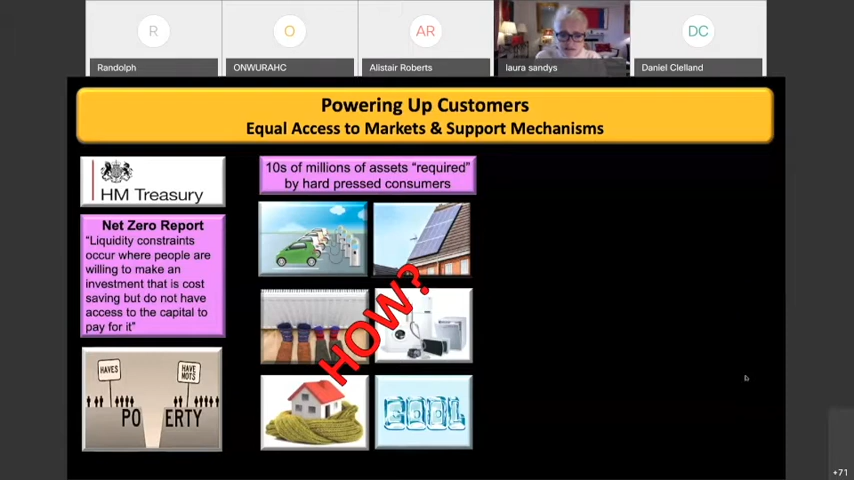 R
O
AR
DC
Randolph
ONWURAHC
Alistair Roberts
laura sandys
Daniel Clelland
Powering Up Customers
Equal Access to Markets & Support Mechanisms
HM Treasury
Net Zero Report
“Liquidity constraints
occur where people are
willing to make an
investment that is cost
saving but do not have
access to the capital to
pay for it”
HAVES
HAVE
NOTS
PO ERTY
10s of millions of assets “required”
by hard pressed consumers
HOW?
COOL
+71